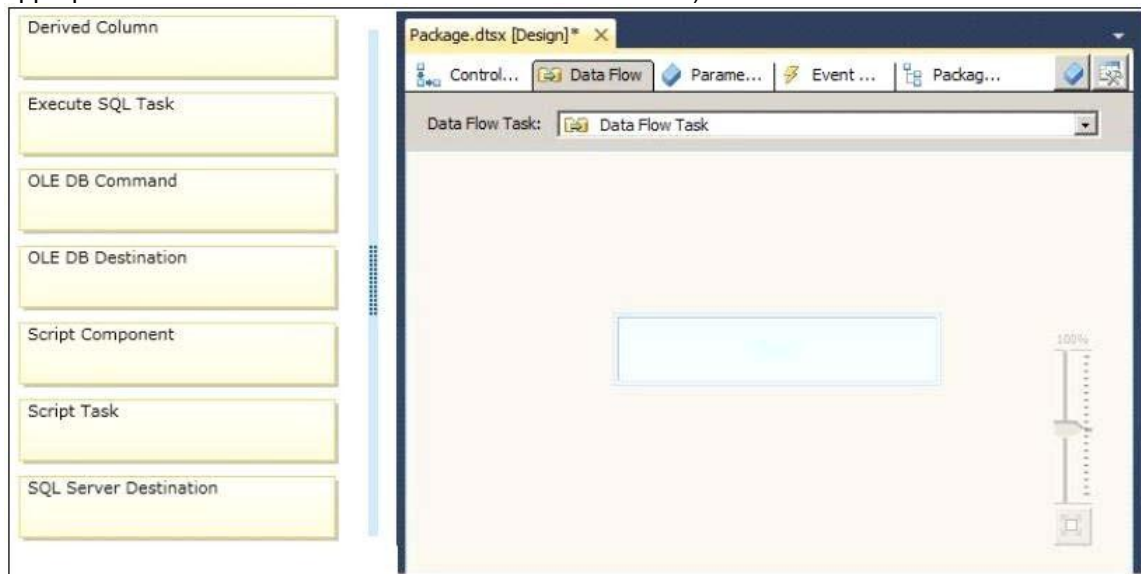 Derived Column
Execute SQL Task
OLE DB Command
OLE DB Destination
Script Component
Script Task
SQL Server Destination
Package.dtsx [Design]* X
Control... Data Flow Parame... Event ... Packag...
Data Flow Task: Data Flow Task
100%